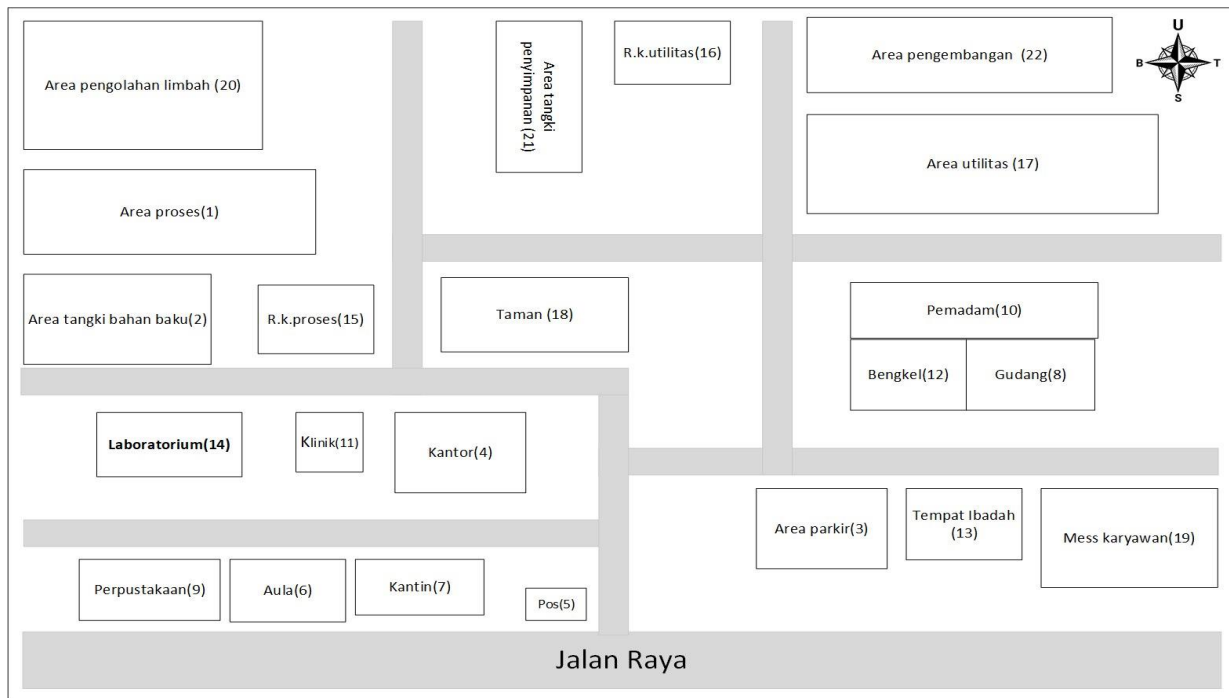 Area pengolahan limbah (20)
Area tangki
penyimpanan (21)
R.k.utilitas(16)
Area pengembangan (22)
U
B
T
S
Area utilitas (17)
Area proses(1)
Area tangki bahan baku(2)
R.k.proses(15)
Taman (18)
Pemadam(10)
Bengkel(12)
Gudang(8)
Laboratorium(14)
Klinik(11)
Kantor(4)
Area parkir(3)
Tempat Ibadah
(13)
Mess karyawan(19)
Perpustakaan(9)
Aula(6)
Kantin(7)
Pos(5)
Jalan Raya